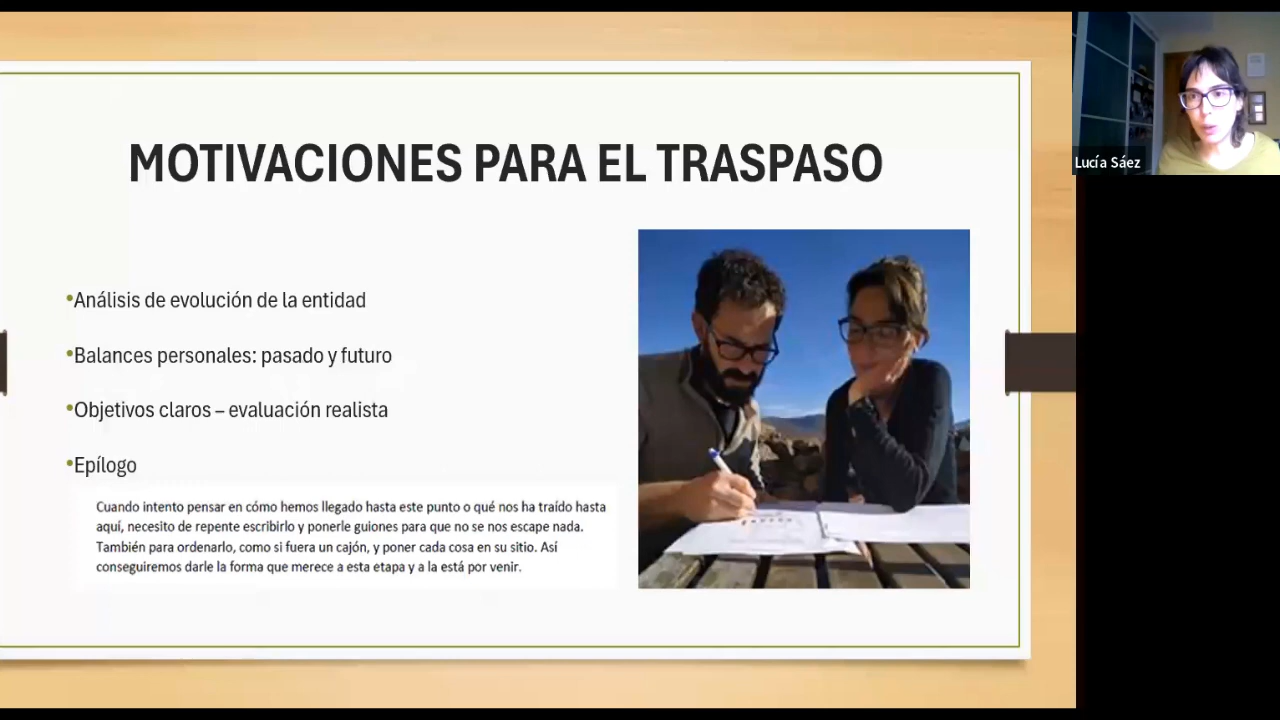 MOTIVACIONES PARA EL TRASPASO
•Análisis de evolución de la entidad
•Balances personales: pasado y futuro
•Objetivos claros – evaluación realista
•Epílogo
Cuando intento pensar en cómo hemos llegado hasta este punto o qué nos ha traído hasta
aquí, necesito de repente escribirlo y ponerle guiones para que no se nos escape nada.
También para ordenarlo, como si fuera un cajón, y poner cada cosa en su sitio. Así
conseguiremos darle la forma que merece a esta etapa y a la está por venir.
Lucía Sáez